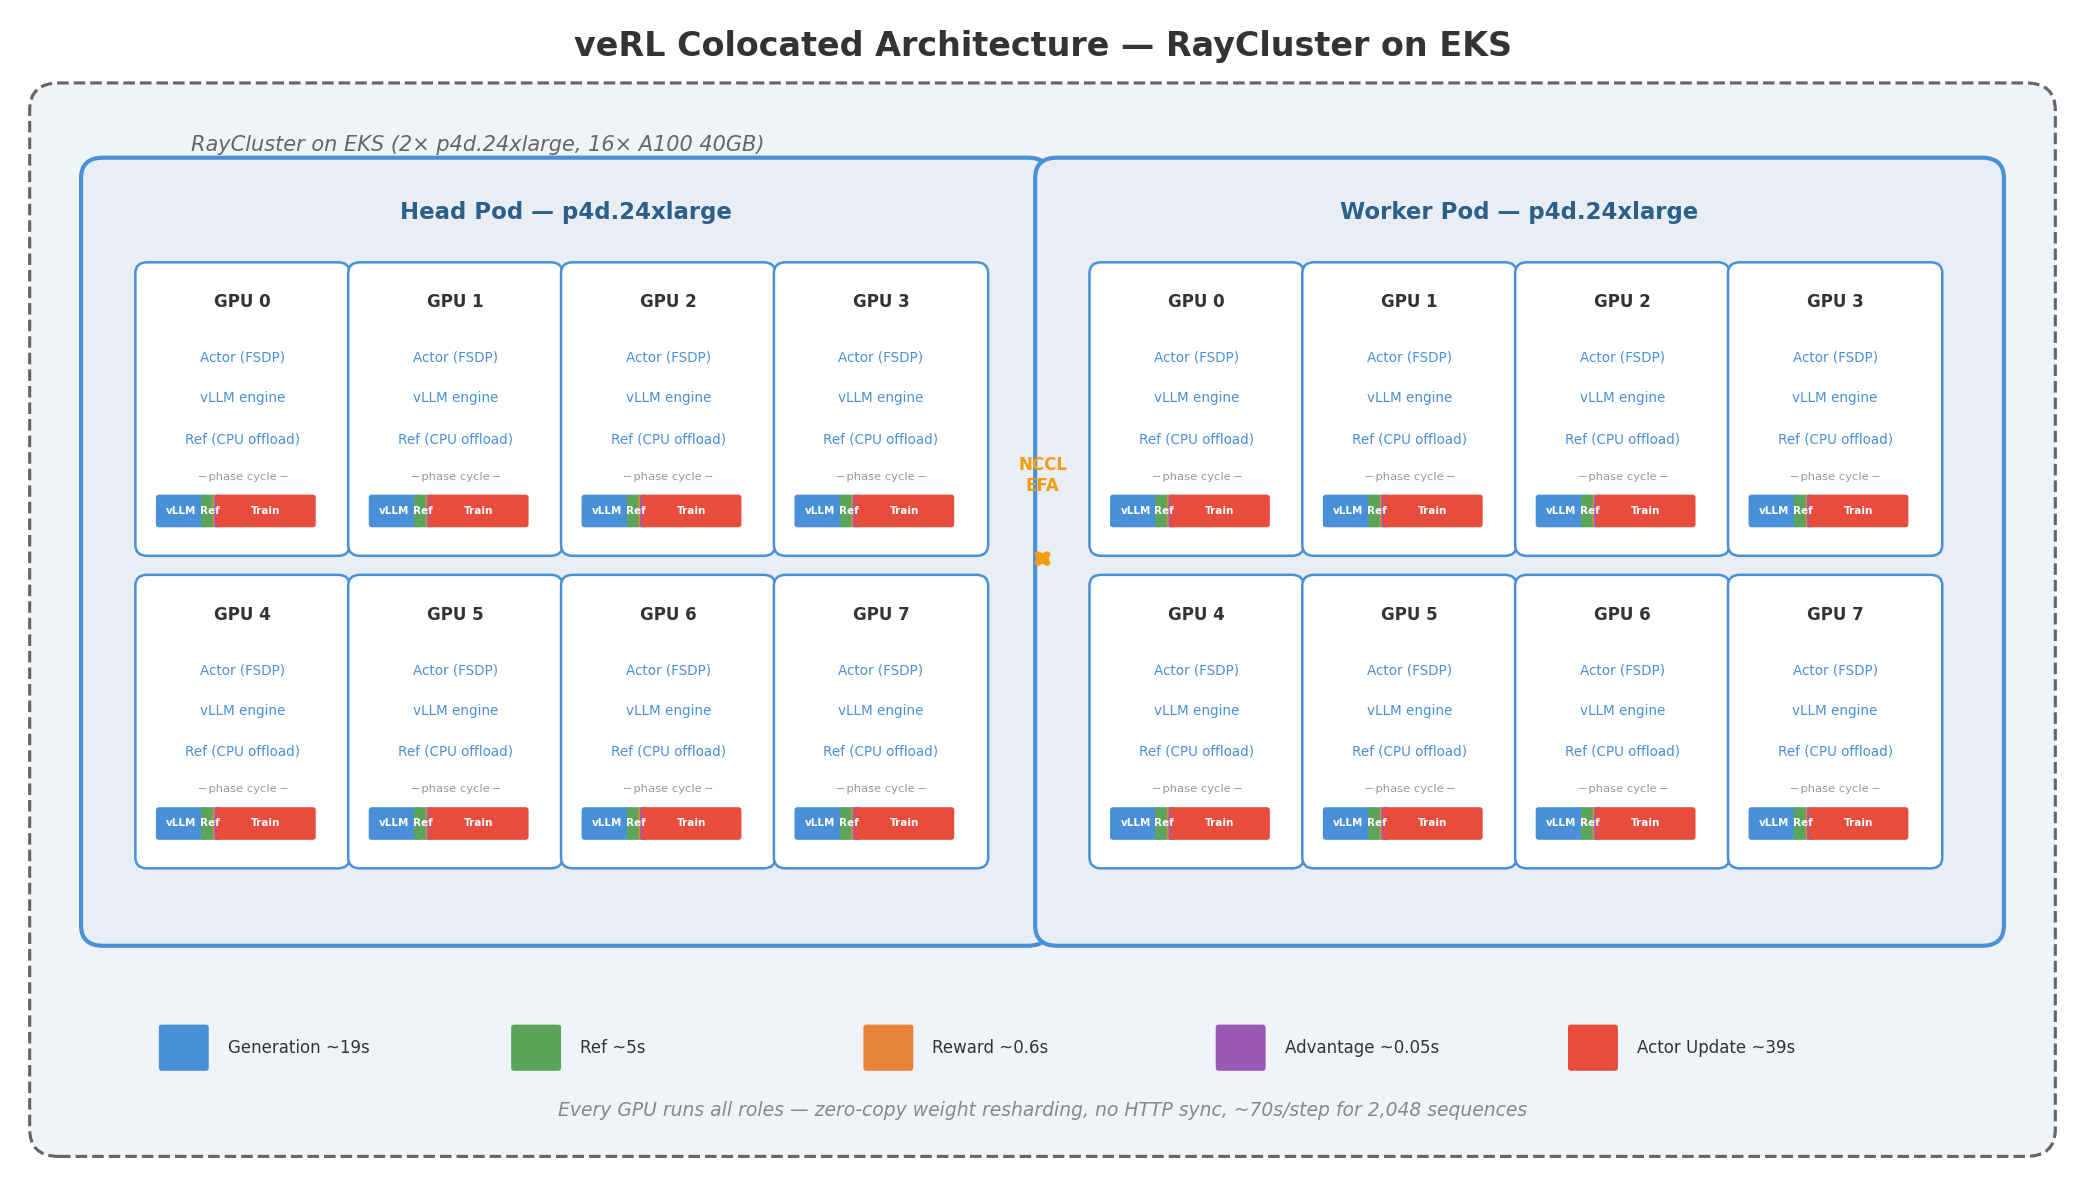 veRL Colocated Architecture — RayCluster on EKS
RayCluster on EKS (2× p4d.24xlarge, 16× A100 40GB)
Head Pod — p4d.24xlarge
GPU 0
Actor (FSDP)
vLLM engine
Ref (CPU offload)
— phase cycle —
vLLM Ref Train
GPU 1
Actor (FSDP)
vLLM engine
Ref (CPU offload)
— phase cycle —
vLLM Ref Train
GPU 2
Actor (FSDP)
vLLM engine
Ref (CPU offload)
— phase cycle —
vLLM Ref Train
GPU 3
Actor (FSDP)
vLLM engine
Ref (CPU offload)
— phase cycle —
vLLM Ref Train
GPU 4
Actor (FSDP)
vLLM engine
Ref (CPU offload)
— phase cycle —
vLLM Ref Train
GPU 5
Actor (FSDP)
vLLM engine
Ref (CPU offload)
— phase cycle —
vLLM Ref Train
GPU 6
Actor (FSDP)
vLLM engine
Ref (CPU offload)
— phase cycle —
vLLM Ref Train
GPU 7
Actor (FSDP)
vLLM engine
Ref (CPU offload)
— phase cycle —
vLLM Ref Train
NCCL
EFA
Worker Pod — p4d.24xlarge
GPU 0
Actor (FSDP)
vLLM engine
Ref (CPU offload)
— phase cycle —
vLLM Ref Train
GPU 1
Actor (FSDP)
vLLM engine
Ref (CPU offload)
— phase cycle —
vLLM Ref Train
GPU 2
Actor (FSDP)
vLLM engine
Ref (CPU offload)
— phase cycle —
vLLM Ref Train
GPU 3
Actor (FSDP)
vLLM engine
Ref (CPU offload)
— phase cycle —
vLLM Ref Train
GPU 4
Actor (FSDP)
vLLM engine
Ref (CPU offload)
— phase cycle —
vLLM Ref Train
GPU 5
Actor (FSDP)
vLLM engine
Ref (CPU offload)
— phase cycle —
vLLM Ref Train
GPU 6
Actor (FSDP)
vLLM engine
Ref (CPU offload)
— phase cycle —
vLLM Ref Train
GPU 7
Actor (FSDP)
vLLM engine
Ref (CPU offload)
— phase cycle —
vLLM Ref Train
Generation ~19s
Ref ~5s
Reward ~0.6s
Advantage ~0.05s
Actor Update ~39s
Every GPU runs all roles — zero-copy weight resharding, no HTTP sync, ~70s/step for 2,048 sequences